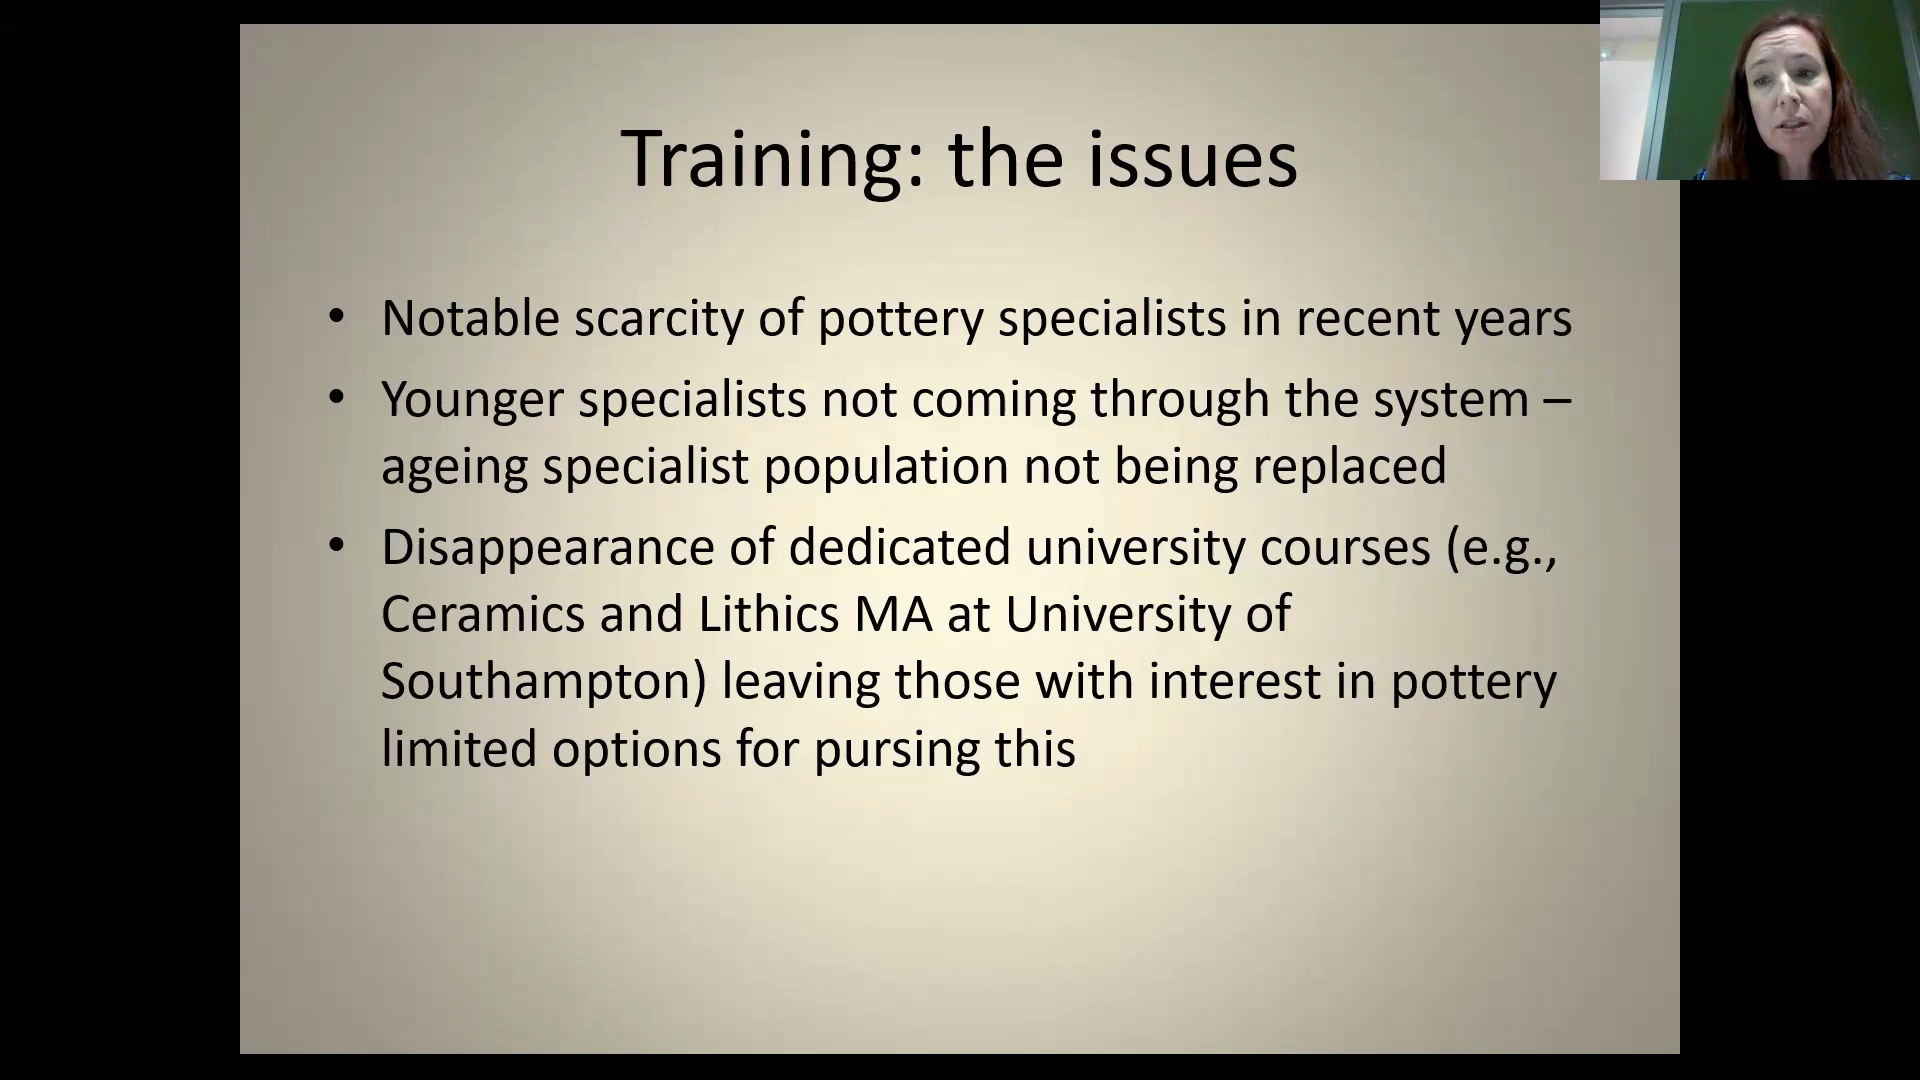 Training: the issues
• Notable scarcity of pottery specialists in recent years
• Younger specialists not coming through the system –
ageing specialist population not being replaced
• Disappearance of dedicated university courses (e.g.,
Ceramics and Lithics MA at University of
Southampton) leaving those with interest in pottery
limited options for pursing this